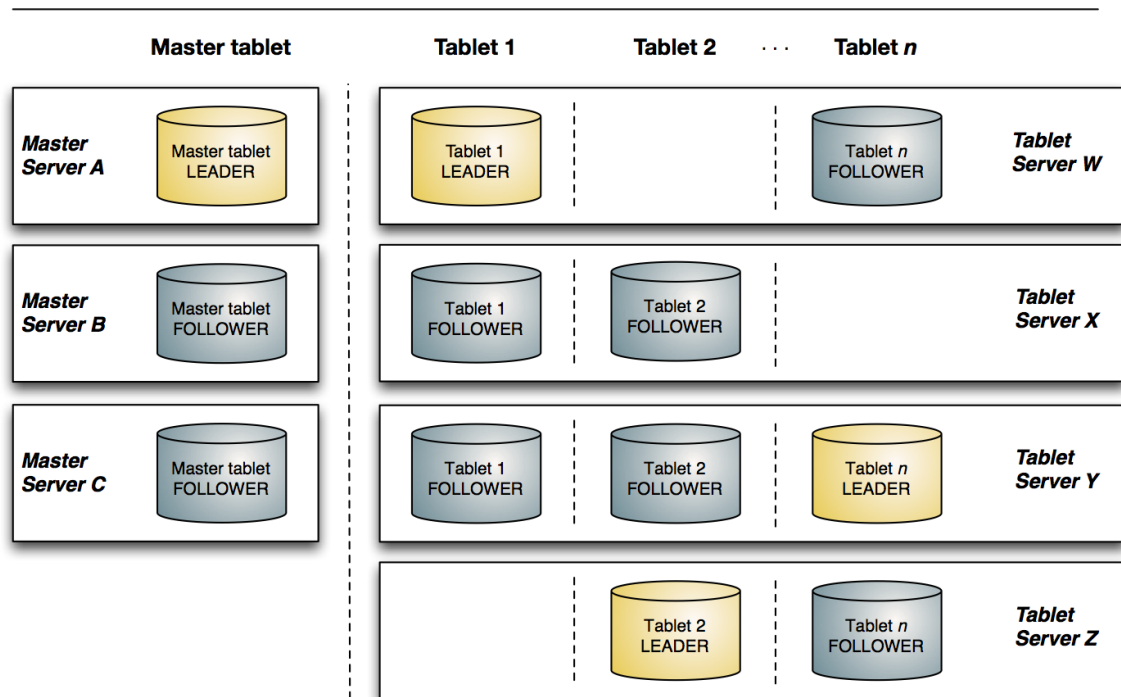 Master tablet
Tablet 1
Tablet 2
· · ·
Tablet n
Master
Server A
Master tablet
LEADER
Tablet 1
LEADER
Tablet n
FOLLOWER
Tablet
Server W
Master
Server B
Master tablet
FOLLOWER
Tablet 1
FOLLOWER
Tablet 2
FOLLOWER
Tablet
Server X
Master
Server C
Master tablet
FOLLOWER
Tablet 1
FOLLOWER
Tablet 2
FOLLOWER
Tablet n
LEADER
Tablet
Server Y
Tablet 2
LEADER
Tablet n
FOLLOWER
Tablet
Server Z